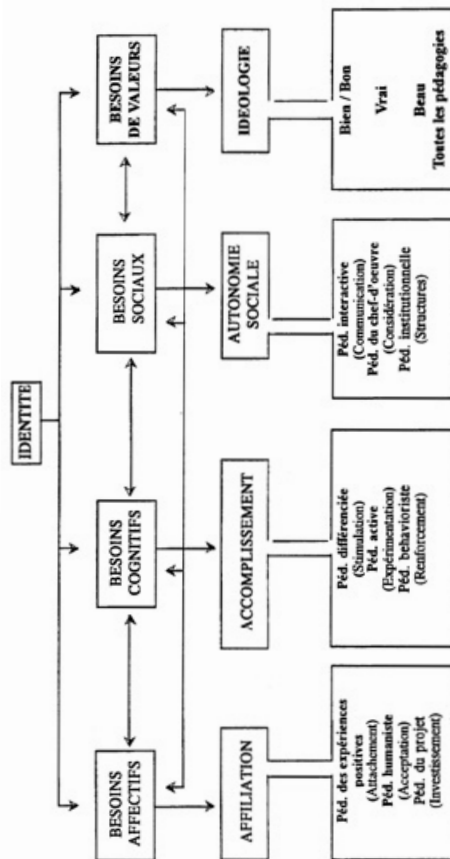 IDENTITE
BESOINS
AFFECTIFS
BESOINS
COGNITIFS
BESOINS
SOCIAUX
BESOINS
DE VALEURS
AFFILIATION
ACCOMPLISSEMENT
AUTONOMIE
SOCIALE
IDEOLOGIE
Péd. des expériences
positives
(Attachement)
Péd. humaniste
(Acceptation)
Péd. du projet
(Investissement)
Péd. différenciée
(Stimulation)
Péd. active
(Expérimentation)
Péd. behavioriste
(Renforcement)
Péd. interactive
(Communication)
Péd. du chef-d'oeuvre
(Considération)
Péd. institutionnelle
(Structures)
Bien / Bon
Vrai
Beau
Toutes les pédagogies